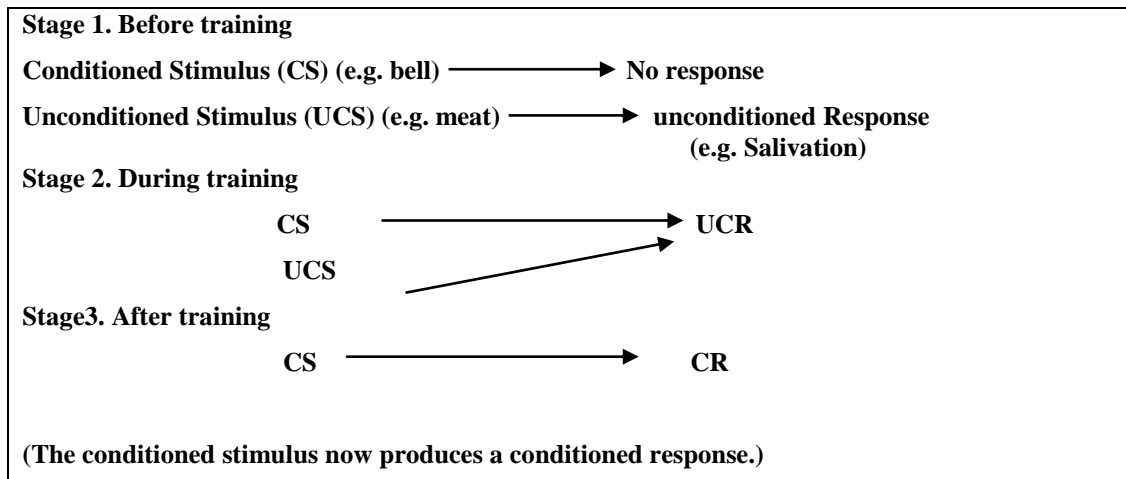 Stage 1. Before training
Conditioned Stimulus (CS) (e.g. bell) No response
Unconditioned Stimulus (UCS) (e.g. meat) unconditioned Response
(e.g. Salivation)
Stage 2. During training
CS UCR
UCS
Stage3. After training
CS CR
(The conditioned stimulus now produces a conditioned response.)